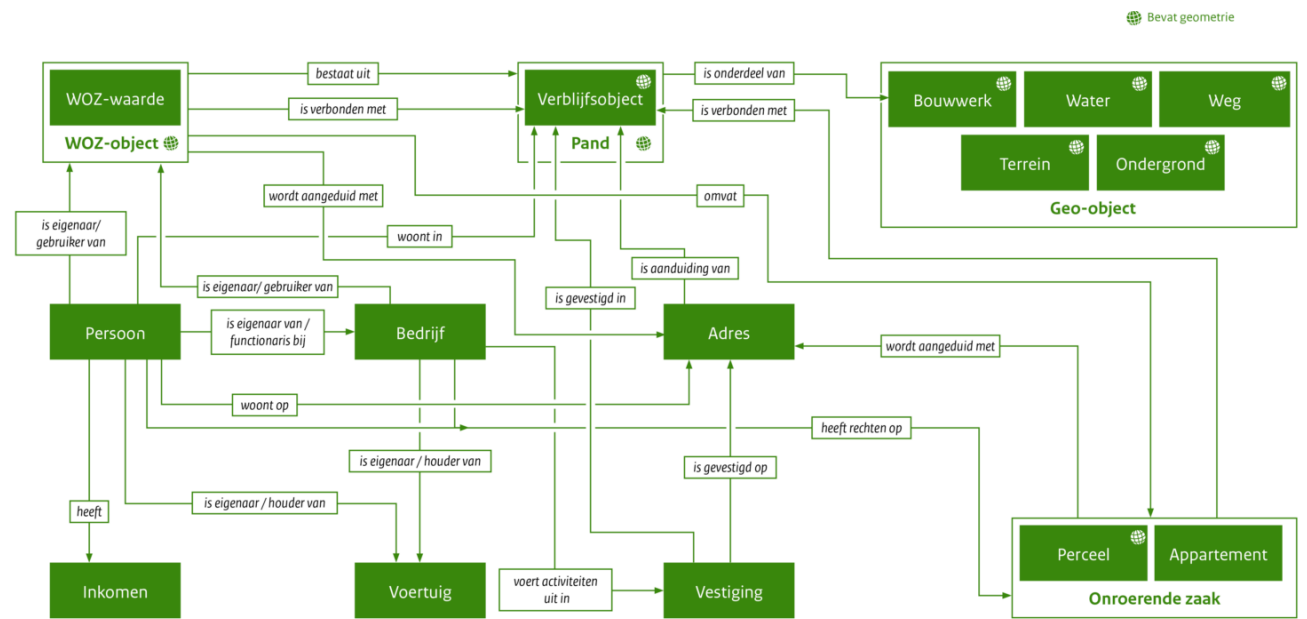 Bevat geometrie
WOZ-waarde
WOZ-object
bestaat uit
is verbonden met
Verblijfsobject
Pand
is onderdeel van
is verbonden met
Bouwwerk
Water
Weg
Terrein
Ondergrond
Geo-object
wordt aangeduid met
omvat
is eigenaar/
gebruiker van
woont in
is aanduiding van
is eigenaar/ gebruiker van
is gevestigd in
Persoon
is eigenaar van /
functionaris bij
Bedrijf
Adres
wordt aangeduid met
woont op
heeft rechten op
is eigenaar / houder van
is gevestigd op
heeft
is eigenaar / houder van
Perceel
Appartement
Onroerende zaak
Inkomen
Voertuig
voert activiteiten
uit in
Vestiging